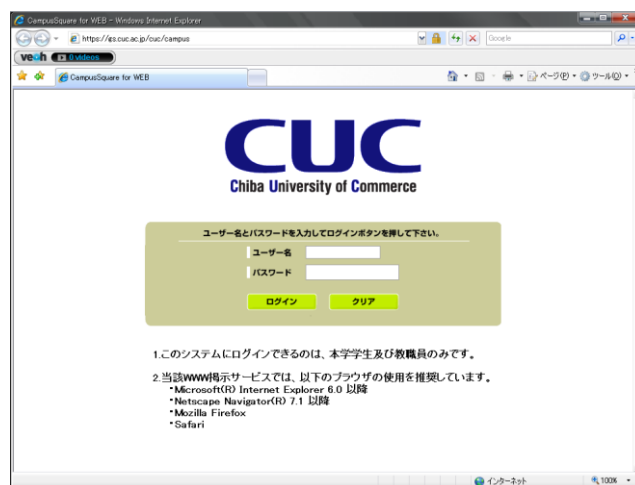 CampusSquare for WEB - Windows Internet Explorer
https://es.cuc.ac.jp/cuc/campus
Google
veoh 0 videos
CampusSquare for WEB
ページ(P) ツール(O)
CUC
Chiba University of Commerce
ユーザー名とパスワードを入力してログインボタンを押して下さい。
ユーザー名
パスワード
ログイン クリア
1.このシステムにログインできるのは、本学学生及び教職員のみです。
2.当該WWW掲示サービスでは、以下のブラウザの使用を推奨しています。
・Microsoft(R) Internet Explorer 6.0 以降
・Netscape Navigator(R) 7.1 以降
・Mozilla Firefox
・Safari
インターネット 100%